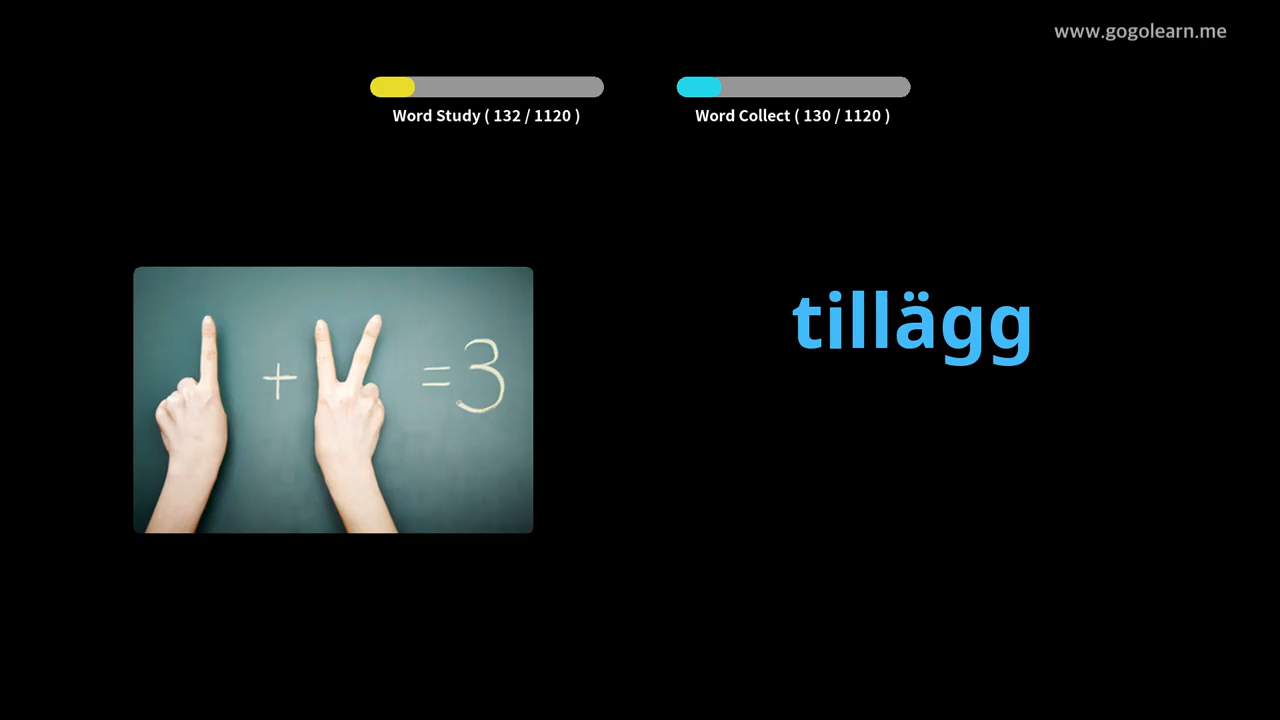 www.gogolearn.me
Word Study ( 132 / 1120 )
Word Collect ( 130 / 1120 )
tillägg
+ = 3